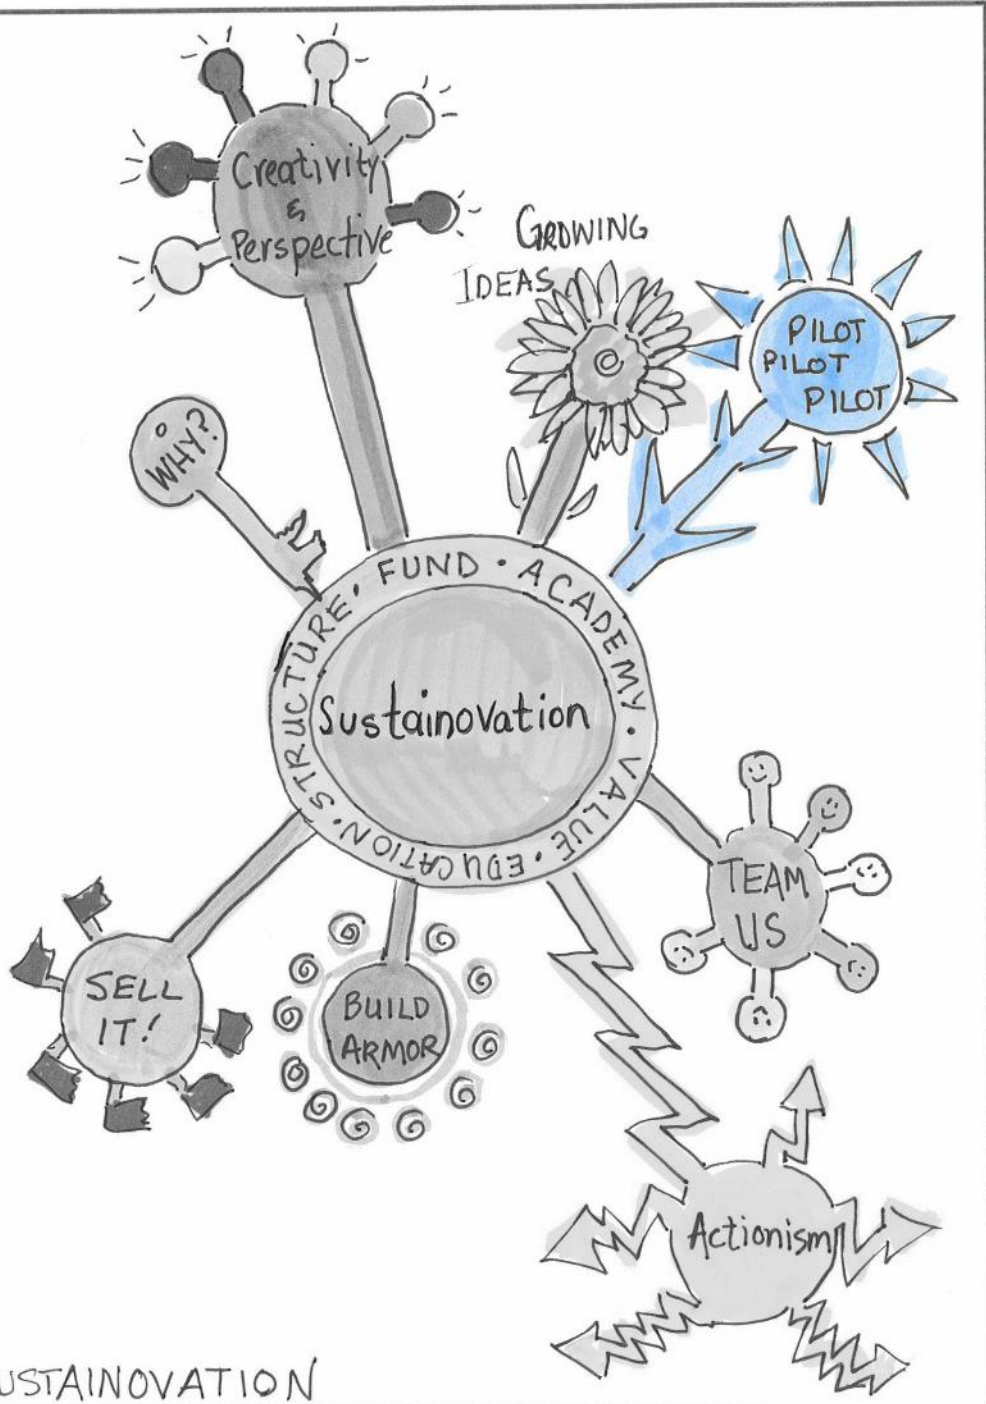 Creativity
&
Perspective
GROWING
IDEAS
PILOT
PILOT
PILOT
WHY?
STRUCTURE · FUND · ACADEMY · VALUE · EDUCATION ·
Sustainovation
TEAM
US
SELL
IT!
BUILD
ARMOR
Actionism
USTAINOVATION